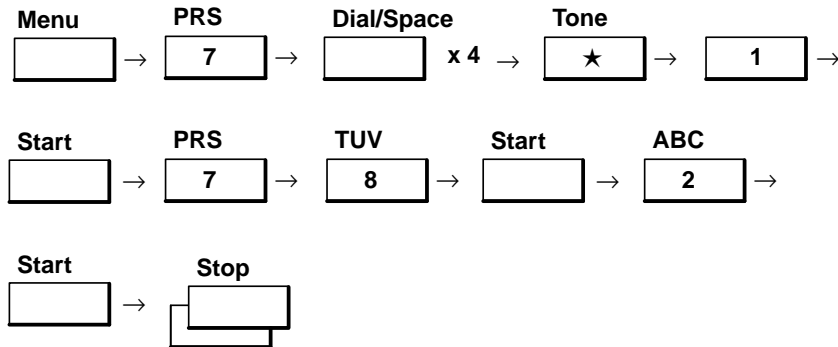 Menu PRS Dial/Space Tone
→ 7 → x 4 → ★ → 1 →
Start PRS TUV Start ABC
→ 7 → 8 → → 2 →
Start Stop
→